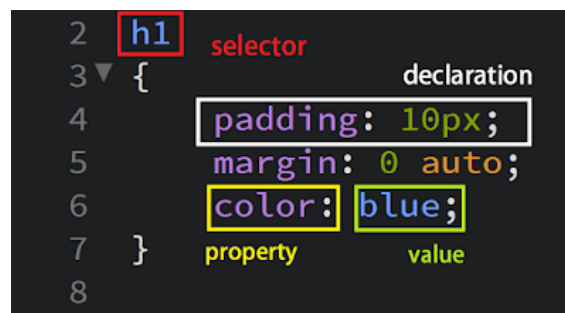 2 h1 selector
3 { declaration
4 padding: 10px;
5 margin: 0 auto;
6 color: blue;
7 } property value
8